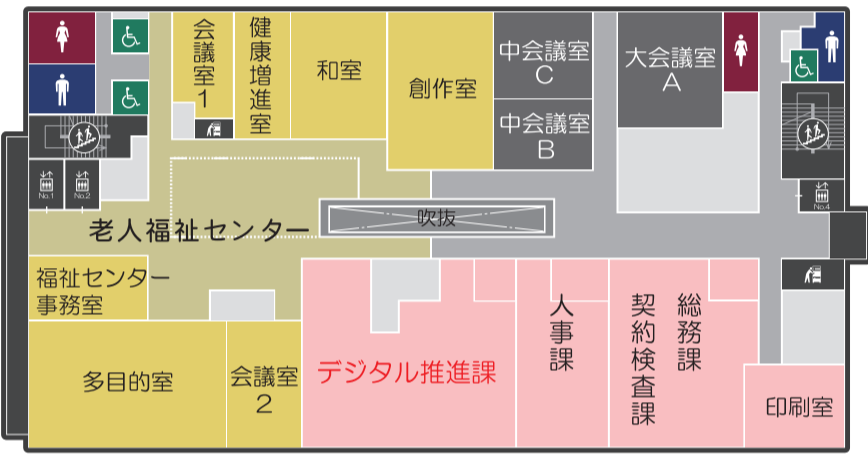 会議室1
健康増進室
和室
創作室
中会議室
C
中会議室
B
大会議室
A
No.1
No.2
No.4
老人福祉センター
吹抜
福祉センター
事務室
多目的室
会議室
2
デジタル推進課
人事課
契約検査課
総務課
印刷室